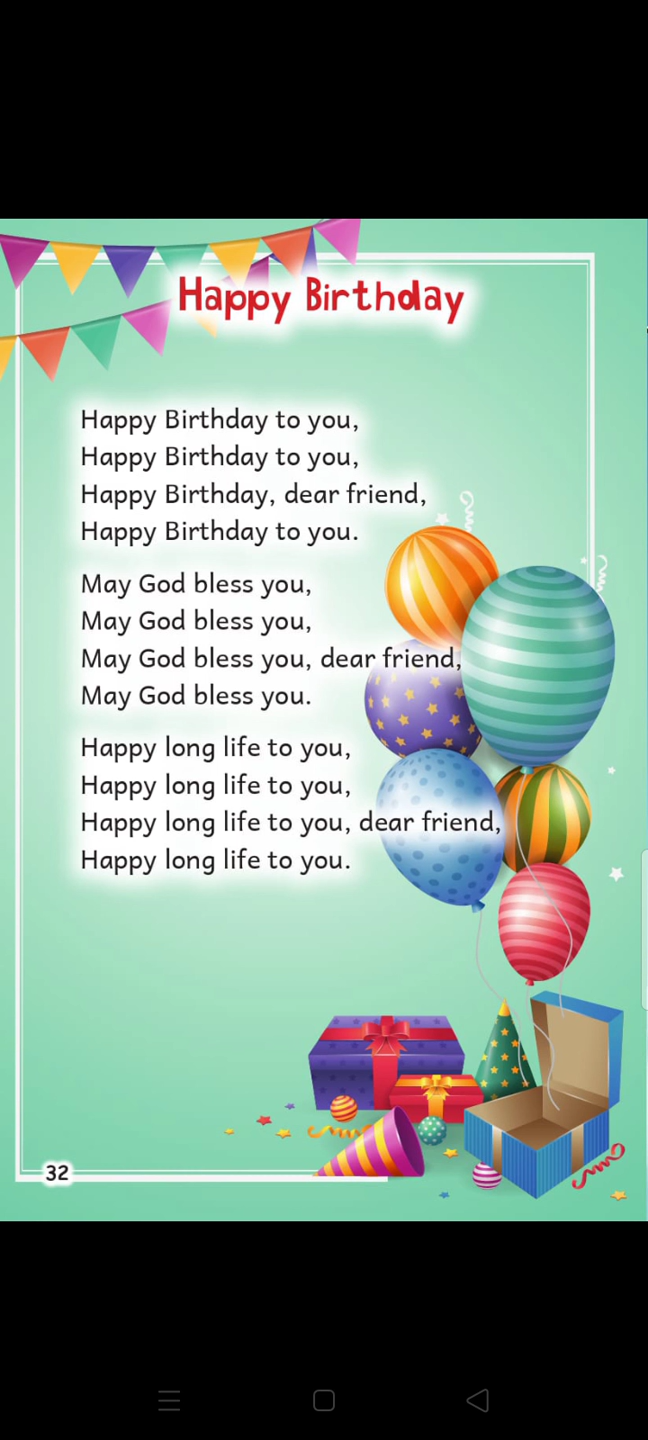 Happy Birthday
Happy Birthday to you,
Happy Birthday to you,
Happy Birthday, dear friend,
Happy Birthday to you.
May God bless you,
May God bless you,
May God bless you, dear friend,
May God bless you.
Happy long life to you,
Happy long life to you,
Happy long life to you, dear friend,
Happy long life to you.
32